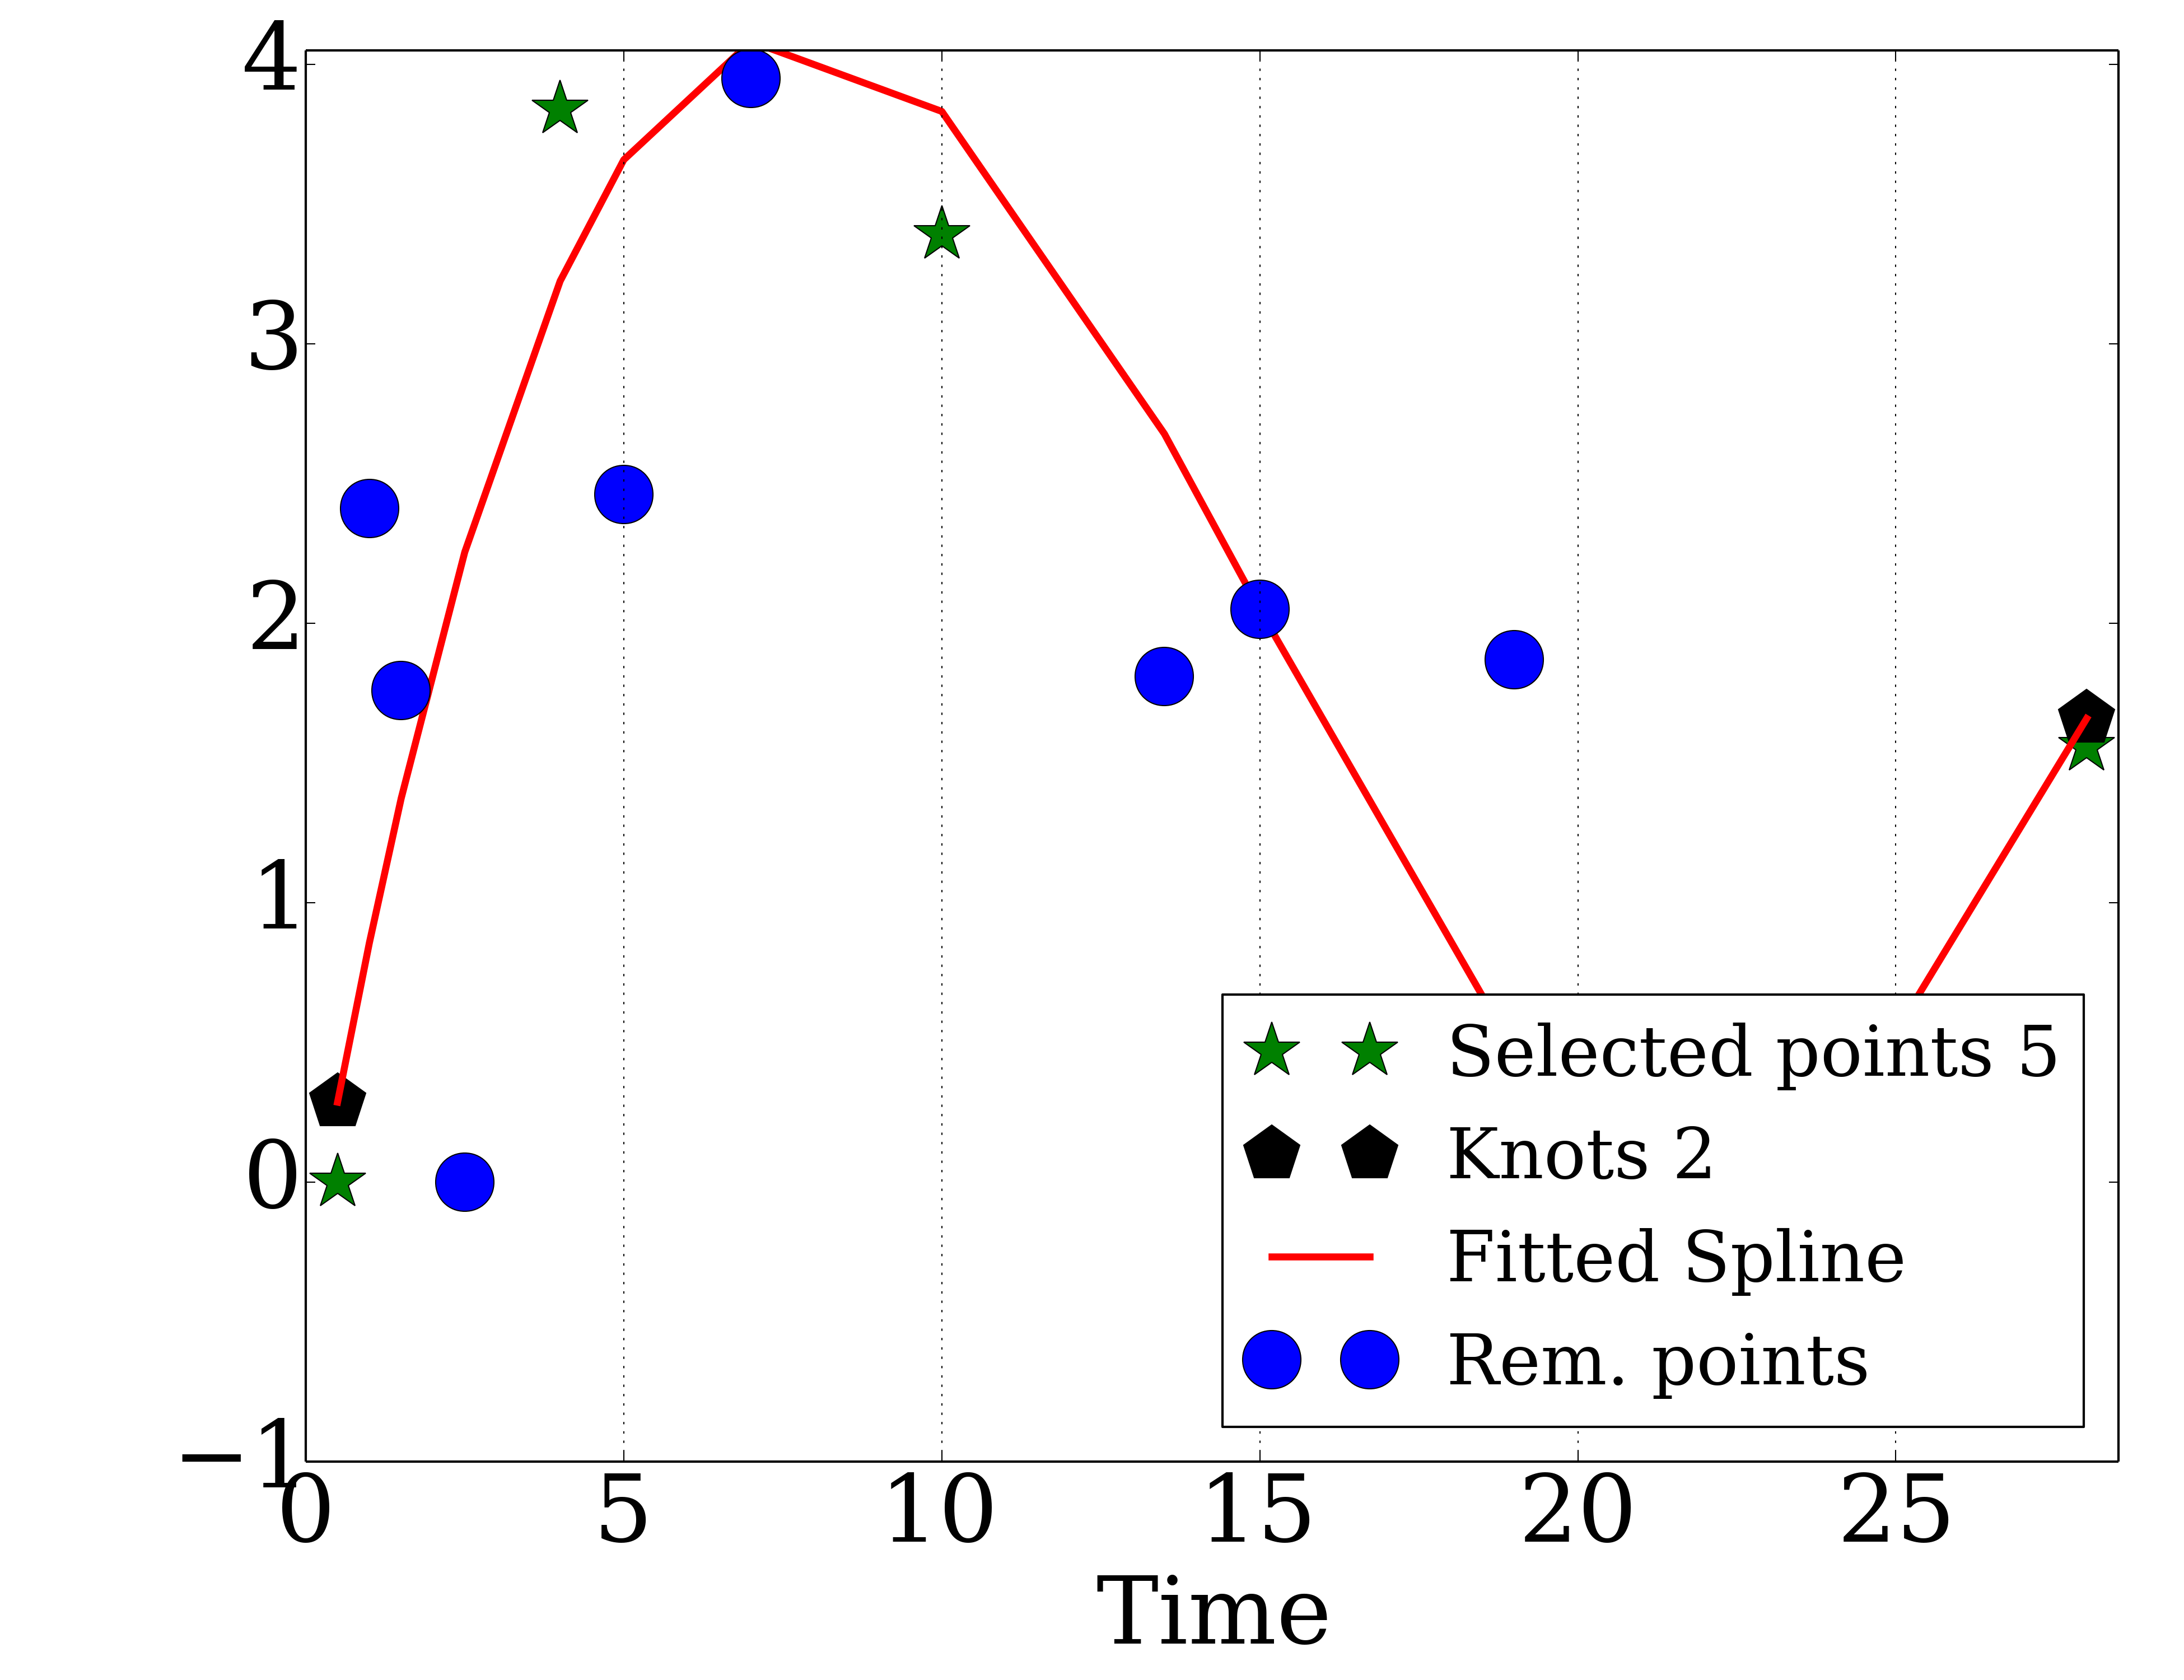 4
3
2
1
0
−1
0 5 10 15 20 25
Time
Selected points 5
Knots 2
Fitted Spline
Rem. points